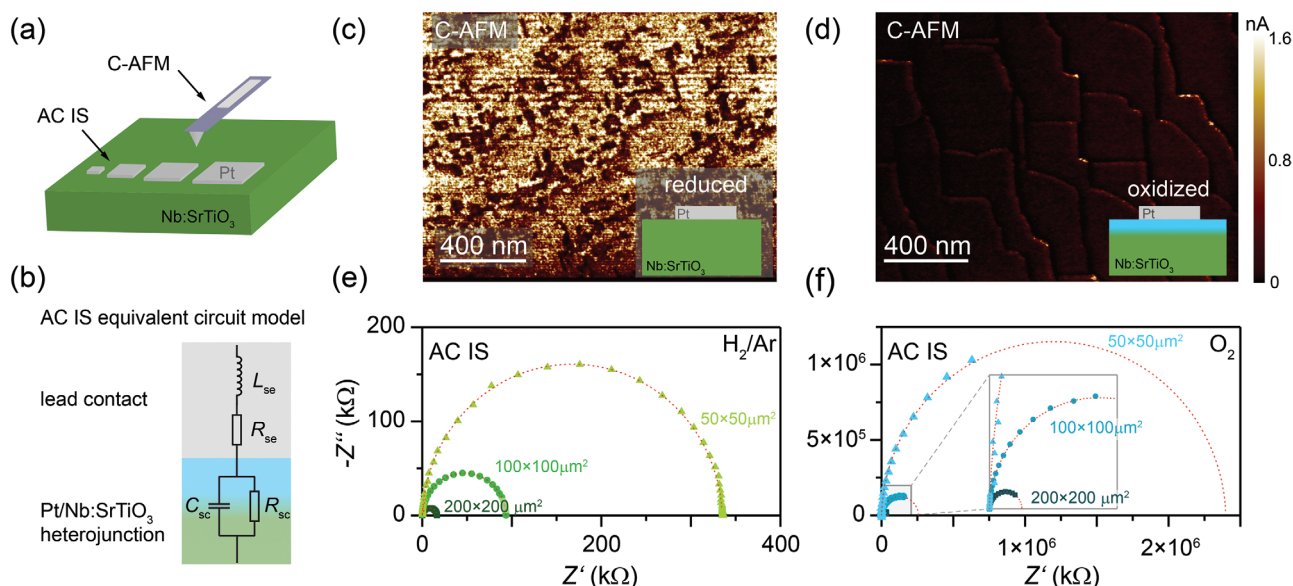 (a)
C-AFM
AC IS
Pt
Nb:SrTiO₃
(b)
AC IS equivalent circuit model
lead contact
Lse
Rse
Pt/Nb:SrTiO₃
heterojunction
Csc
Rsc
(c)
C-AFM
reduced
Pt
400 nm
Nb:SrTiO₃
(d)
C-AFM
oxidized
Pt
400 nm
Nb:SrTiO₃
nA
1.6
0.8
0
(e)
AC IS
H₂/Ar
50×50µm²
100×100µm²
200×200 µm²
-Z″ (kΩ)
200
100
0
0
200
400
Z′ (kΩ)
(f)
AC IS
O₂
50×50µm²
100×100µm²
200×200 µm²
1×10⁶
5×10⁵
0
0
1×10⁶
2×10⁶
Z′ (kΩ)